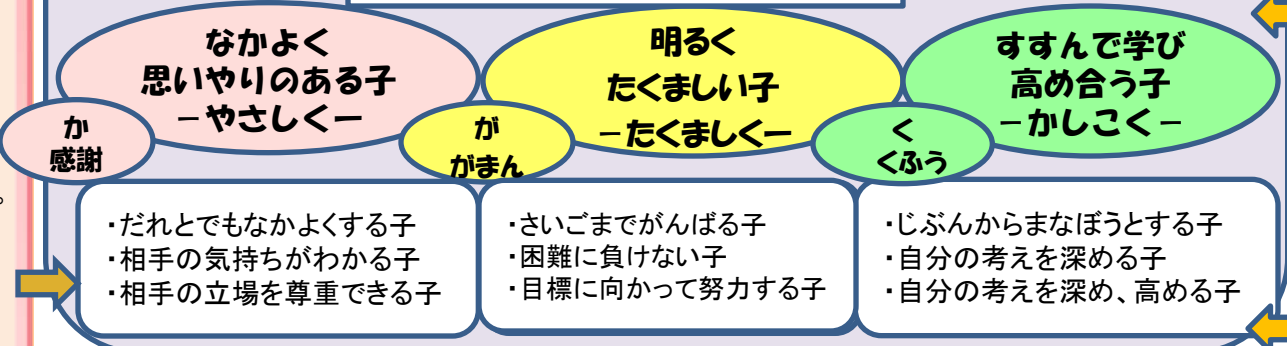 なかよく
思いやりのある子
－やさしくー
か
感謝
・だれとでもなかよくする子
・相手の気持ちがわかる子
・相手の立場を尊重できる子
明るく
たくましい子
－たくましくー
が
がまん
・さいごまでがんばる子
・困難に負けない子
・目標に向かって努力する子
すすんで学び
高め合う子
－かしこく－
く
くふう
・じぶんからまなぼうとする子
・自分の考えを深める子
・自分の考えを深め、高める子
。